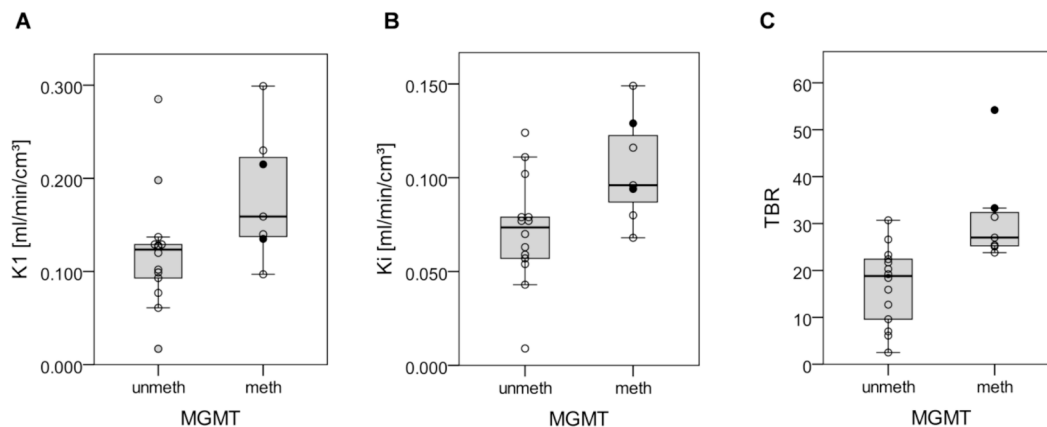 A
K1 [ml/min/cm³]
0.300
0.200
0.100
0.000
unmeth meth
MGMT
B
Ki [ml/min/cm³]
0.150
0.100
0.050
0.000
unmeth meth
MGMT
C
TBR
60
50
40
30
20
10
0
unmeth meth
MGMT